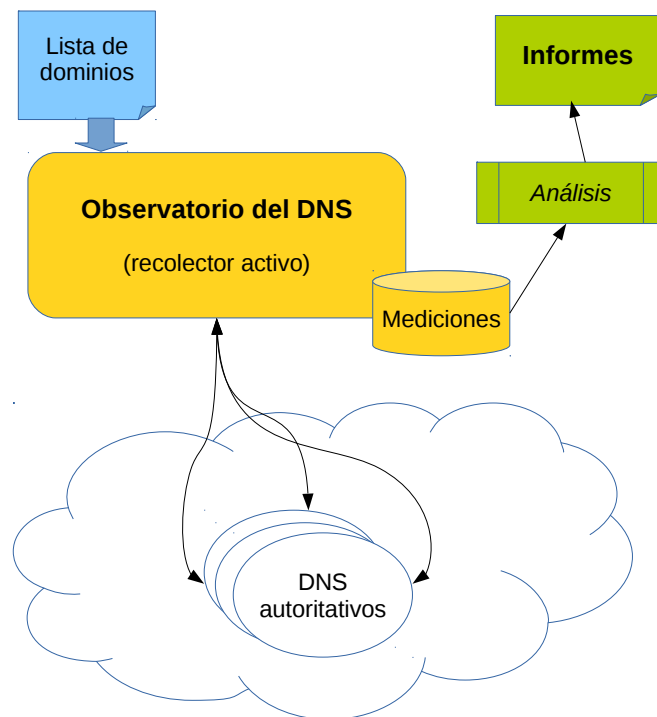 Lista de
dominios
Informes
Observatorio del DNS
(recolector activo)
Análisis
Mediciones
DNS
autoritativos